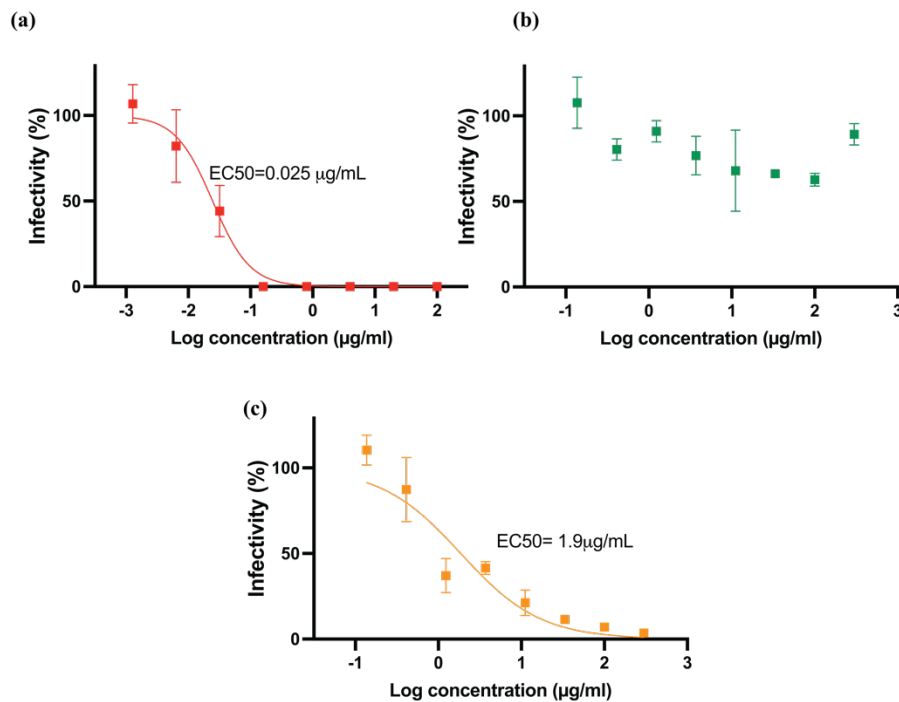 (a)
Infectivity (%)
100
50
0
EC50=0.025 µg/mL
-3 -2 -1 0 1 2
Log concentration (µg/ml)
(b)
Infectivity (%)
100
50
0
-1 0 1 2 3
Log concentration (µg/ml)
(c)
Infectivity (%)
100
50
0
EC50= 1.9µg/mL
-1 0 1 2 3
Log concentration (µg/ml)